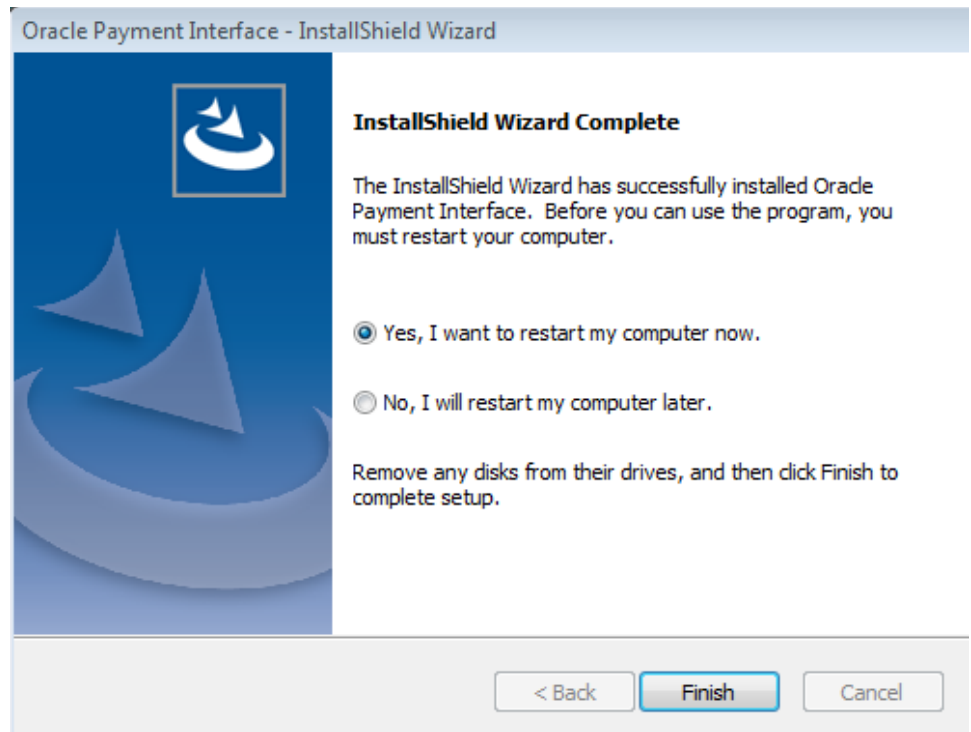 Oracle Payment Interface - InstallShield Wizard
InstallShield Wizard Complete
The InstallShield Wizard has successfully installed Oracle
Payment Interface.  Before you can use the program, you
must restart your computer.
Yes, I want to restart my computer now.
No, I will restart my computer later.
Remove any disks from their drives, and then click Finish to
complete setup.
< Back
Finish
Cancel